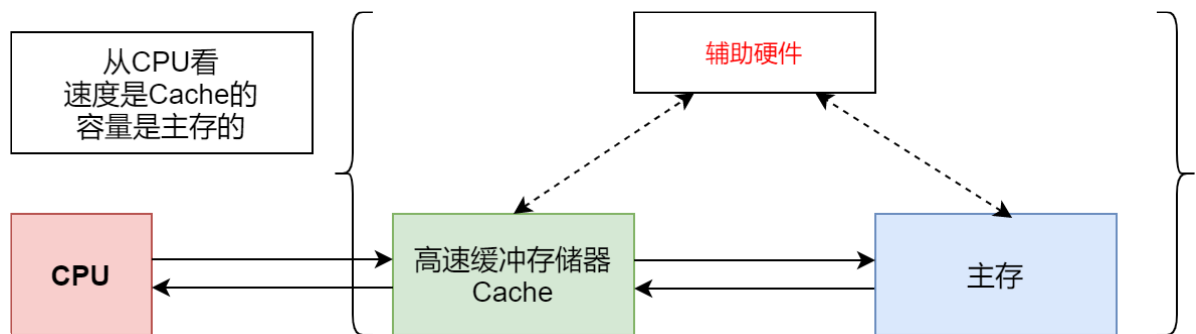 从CPU看
速度是Cache的
容量是主存的
辅助硬件
CPU
高速缓冲存储器
Cache
主存